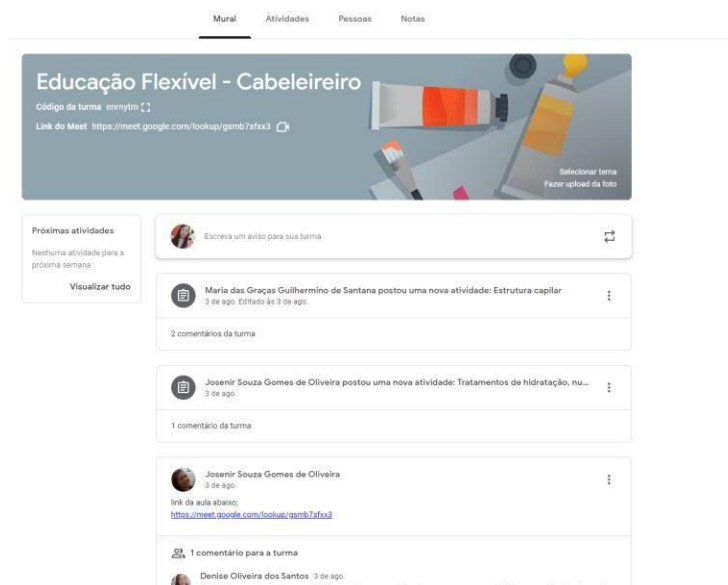 Mural Atividades Pessoas Notas
Educação Flexível - Cabeleireiro
Código da turma enrnytm
Link do Meet https://meet.google.com/lookup/gsmb7sfxx3
Selecionar tema
Fazer upload da foto
Próximas atividades
Nenhuma atividade para a
próxima semana
Visualizar tudo
Escreva um aviso para sua turma
Maria das Graças Guilhermino de Santana postou uma nova atividade: Estrutura capilar
3 de ago. Editado às 3 de ago.
2 comentários da turma
Josenir Souza Gomes de Oliveira postou uma nova atividade: Tratamentos de hidratação, nu...
3 de ago.
1 comentário da turma
Josenir Souza Gomes de Oliveira
3 de ago.
link da aula abaixo;
https://meet.google.com/lookup/gsmb7sfxx3
1 comentário para a turma
Denise Oliveira dos Santos 3 de ago.